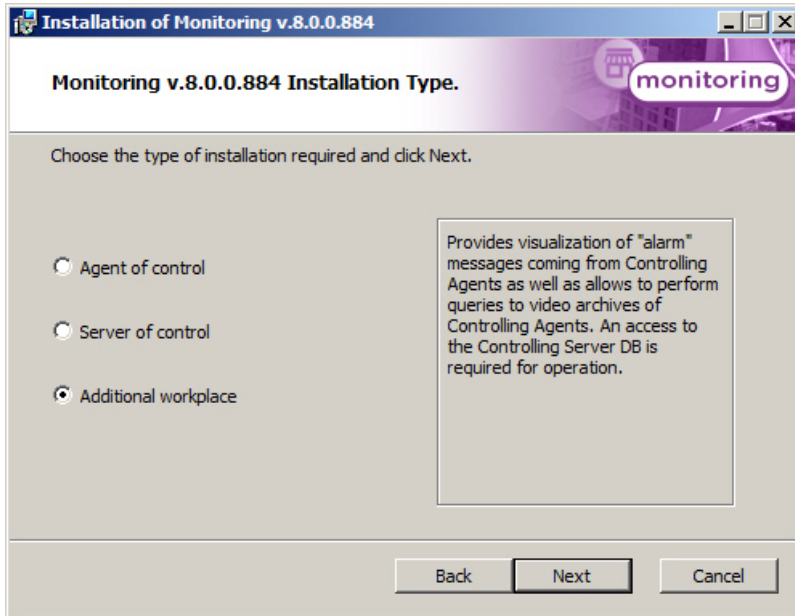 Installation of Monitoring v.8.0.0.884
Monitoring v.8.0.0.884 Installation Type.
monitoring
Choose the type of installation required and click Next.
Agent of control
Server of control
Additional workplace
Provides visualization of "alarm"
messages coming from Controlling
Agents as well as allows to perform
queries to video archives of
Controlling Agents. An access to
the Controlling Server DB is
required for operation.
Back
Next
Cancel